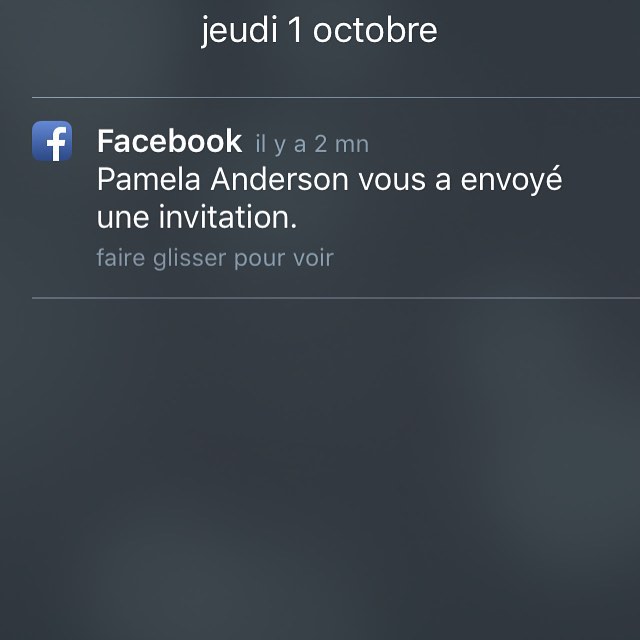 jeudi 1 octobre
Facebook il y a 2 mn
Pamela Anderson vous a envoyé
une invitation.
faire glisser pour voir